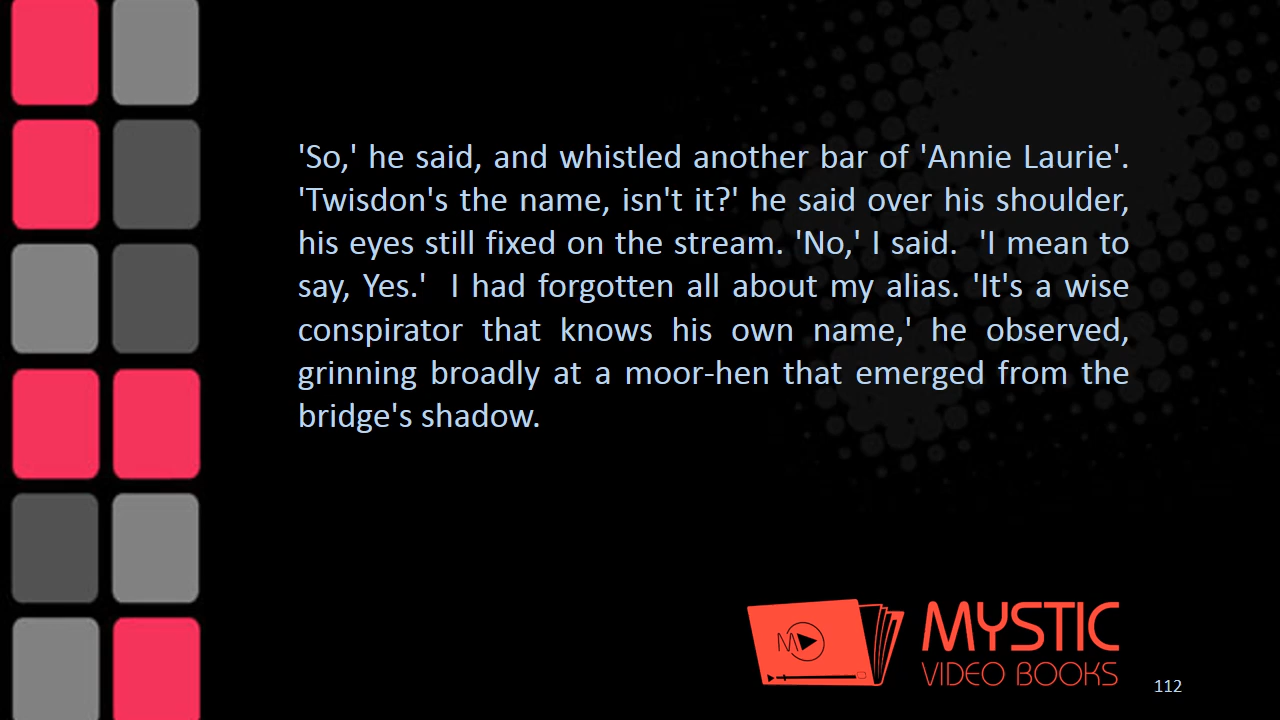 'So,' he said, and whistled another bar of 'Annie Laurie'.
'Twisdon's the name, isn't it?' he said over his shoulder,
his eyes still fixed on the stream. 'No,' I said.  'I mean to
say, Yes.'  I had forgotten all about my alias. 'It's a wise
conspirator that knows his own name,' he observed,
grinning broadly at a moor-hen that emerged from the
bridge's shadow.
M
MYSTIC
VIDEO BOOKS
112